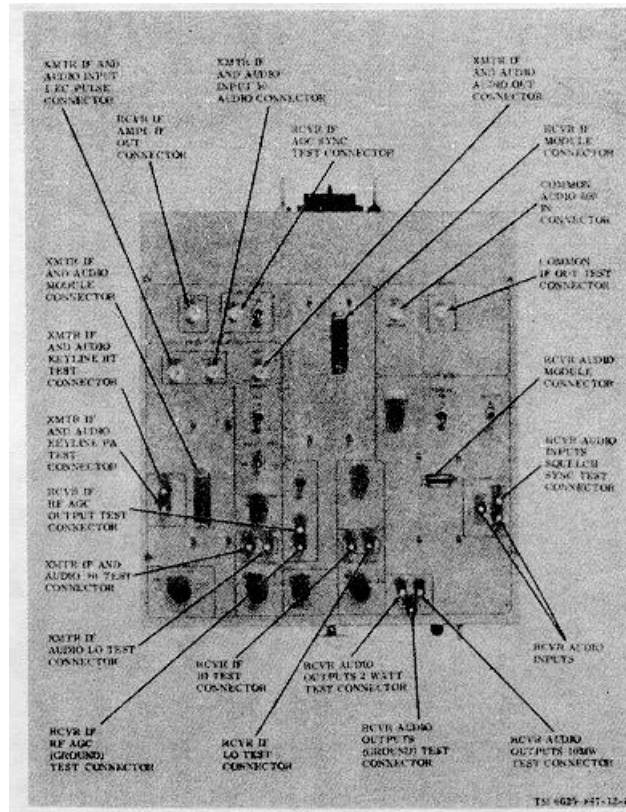 XMTR IF AND
AUDIO INPUT
PULSE
CONNECTOR
XMTR IF
AND AUDIO
INPUT
AUDIO CONNECTOR
XMTR IF
AND AUDIO
AUDIO OUT
CONNECTOR
RCVR IF
AMPL IF
OUT
CONNECTOR
RCVR IF
AGC SYNC
TEST CONNECTOR
RCVR IF
MODULE
CONNECTOR
COMMON
AUDIO
IN
CONNECTOR
XMTR IF
AND AUDIO
MODULE
CONNECTOR
COMMON
IF OUT TEST
CONNECTOR
XMTR IF
AND AUDIO
KEYLINE RT
TEST
CONNECTOR
RCVR AUDIO
MODULE
CONNECTOR
XMTR IF
AND AUDIO
KEYLINE PA
TEST
CONNECTOR
RCVR AUDIO
INPUTS
SQUELCH
SYNC TEST
CONNECTOR
RCVR IF
RF AGC
OUTPUT TEST
CONNECTOR
XMTR IF AND
AUDIO HI TEST
CONNECTOR
XMTR IF
AUDIO LO TEST
CONNECTOR
RCVR IF
HI TEST
CONNECTOR
RCVR AUDIO
OUTPUTS 2 WATT
TEST CONNECTOR
RCVR AUDIO
INPUTS
RCVR IF
RF AGC
(GROUND)
TEST CONNECTOR
RCVR IF
LO TEST
CONNECTOR
RCVR AUDIO
OUTPUTS
(GROUND) TEST
CONNECTOR
RCVR AUDIO
OUTPUTS 10MW
TEST CONNECTOR